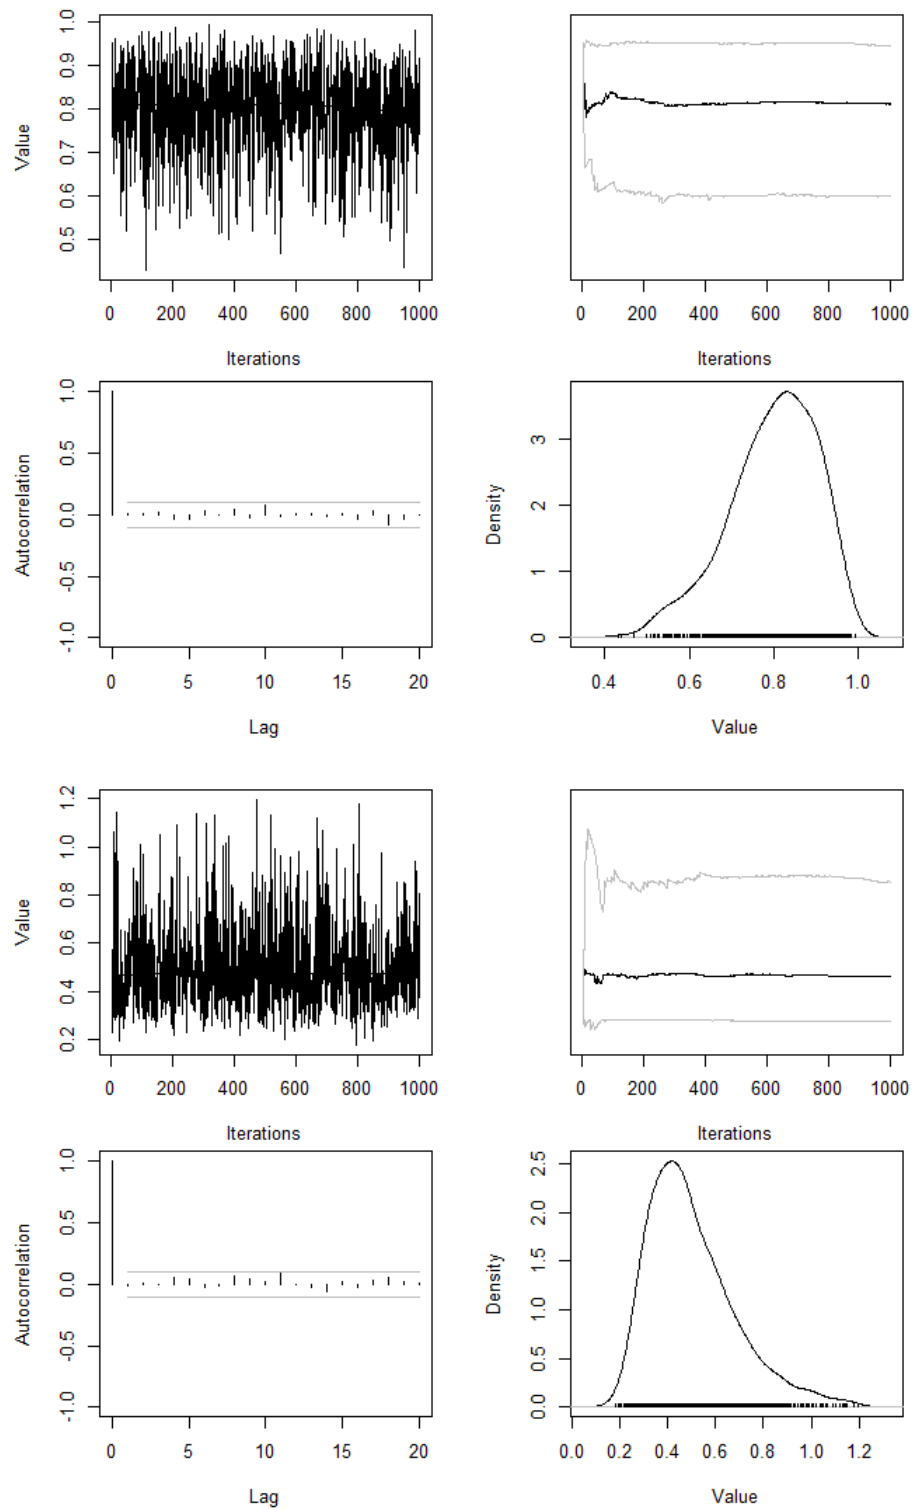 Value
1.0
0.9
0.8
0.7
0.6
0.5
0 200 400 600 800 1000
Iterations
0 200 400 600 800 1000
Iterations
Autocorrelation
1.0
0.5
0.0
-0.5
-1.0
0 5 10 15 20
Lag
Density
3
2
1
0
0.4 0.6 0.8 1.0
Value
Value
1.2
1.0
0.8
0.6
0.4
0.2
0 200 400 600 800 1000
Iterations
0 200 400 600 800 1000
Iterations
Autocorrelation
1.0
0.5
0.0
-0.5
-1.0
0 5 10 15 20
Lag
Density
2.5
2.0
1.5
1.0
0.5
0.0
0.0 0.2 0.4 0.6 0.8 1.0 1.2
Value